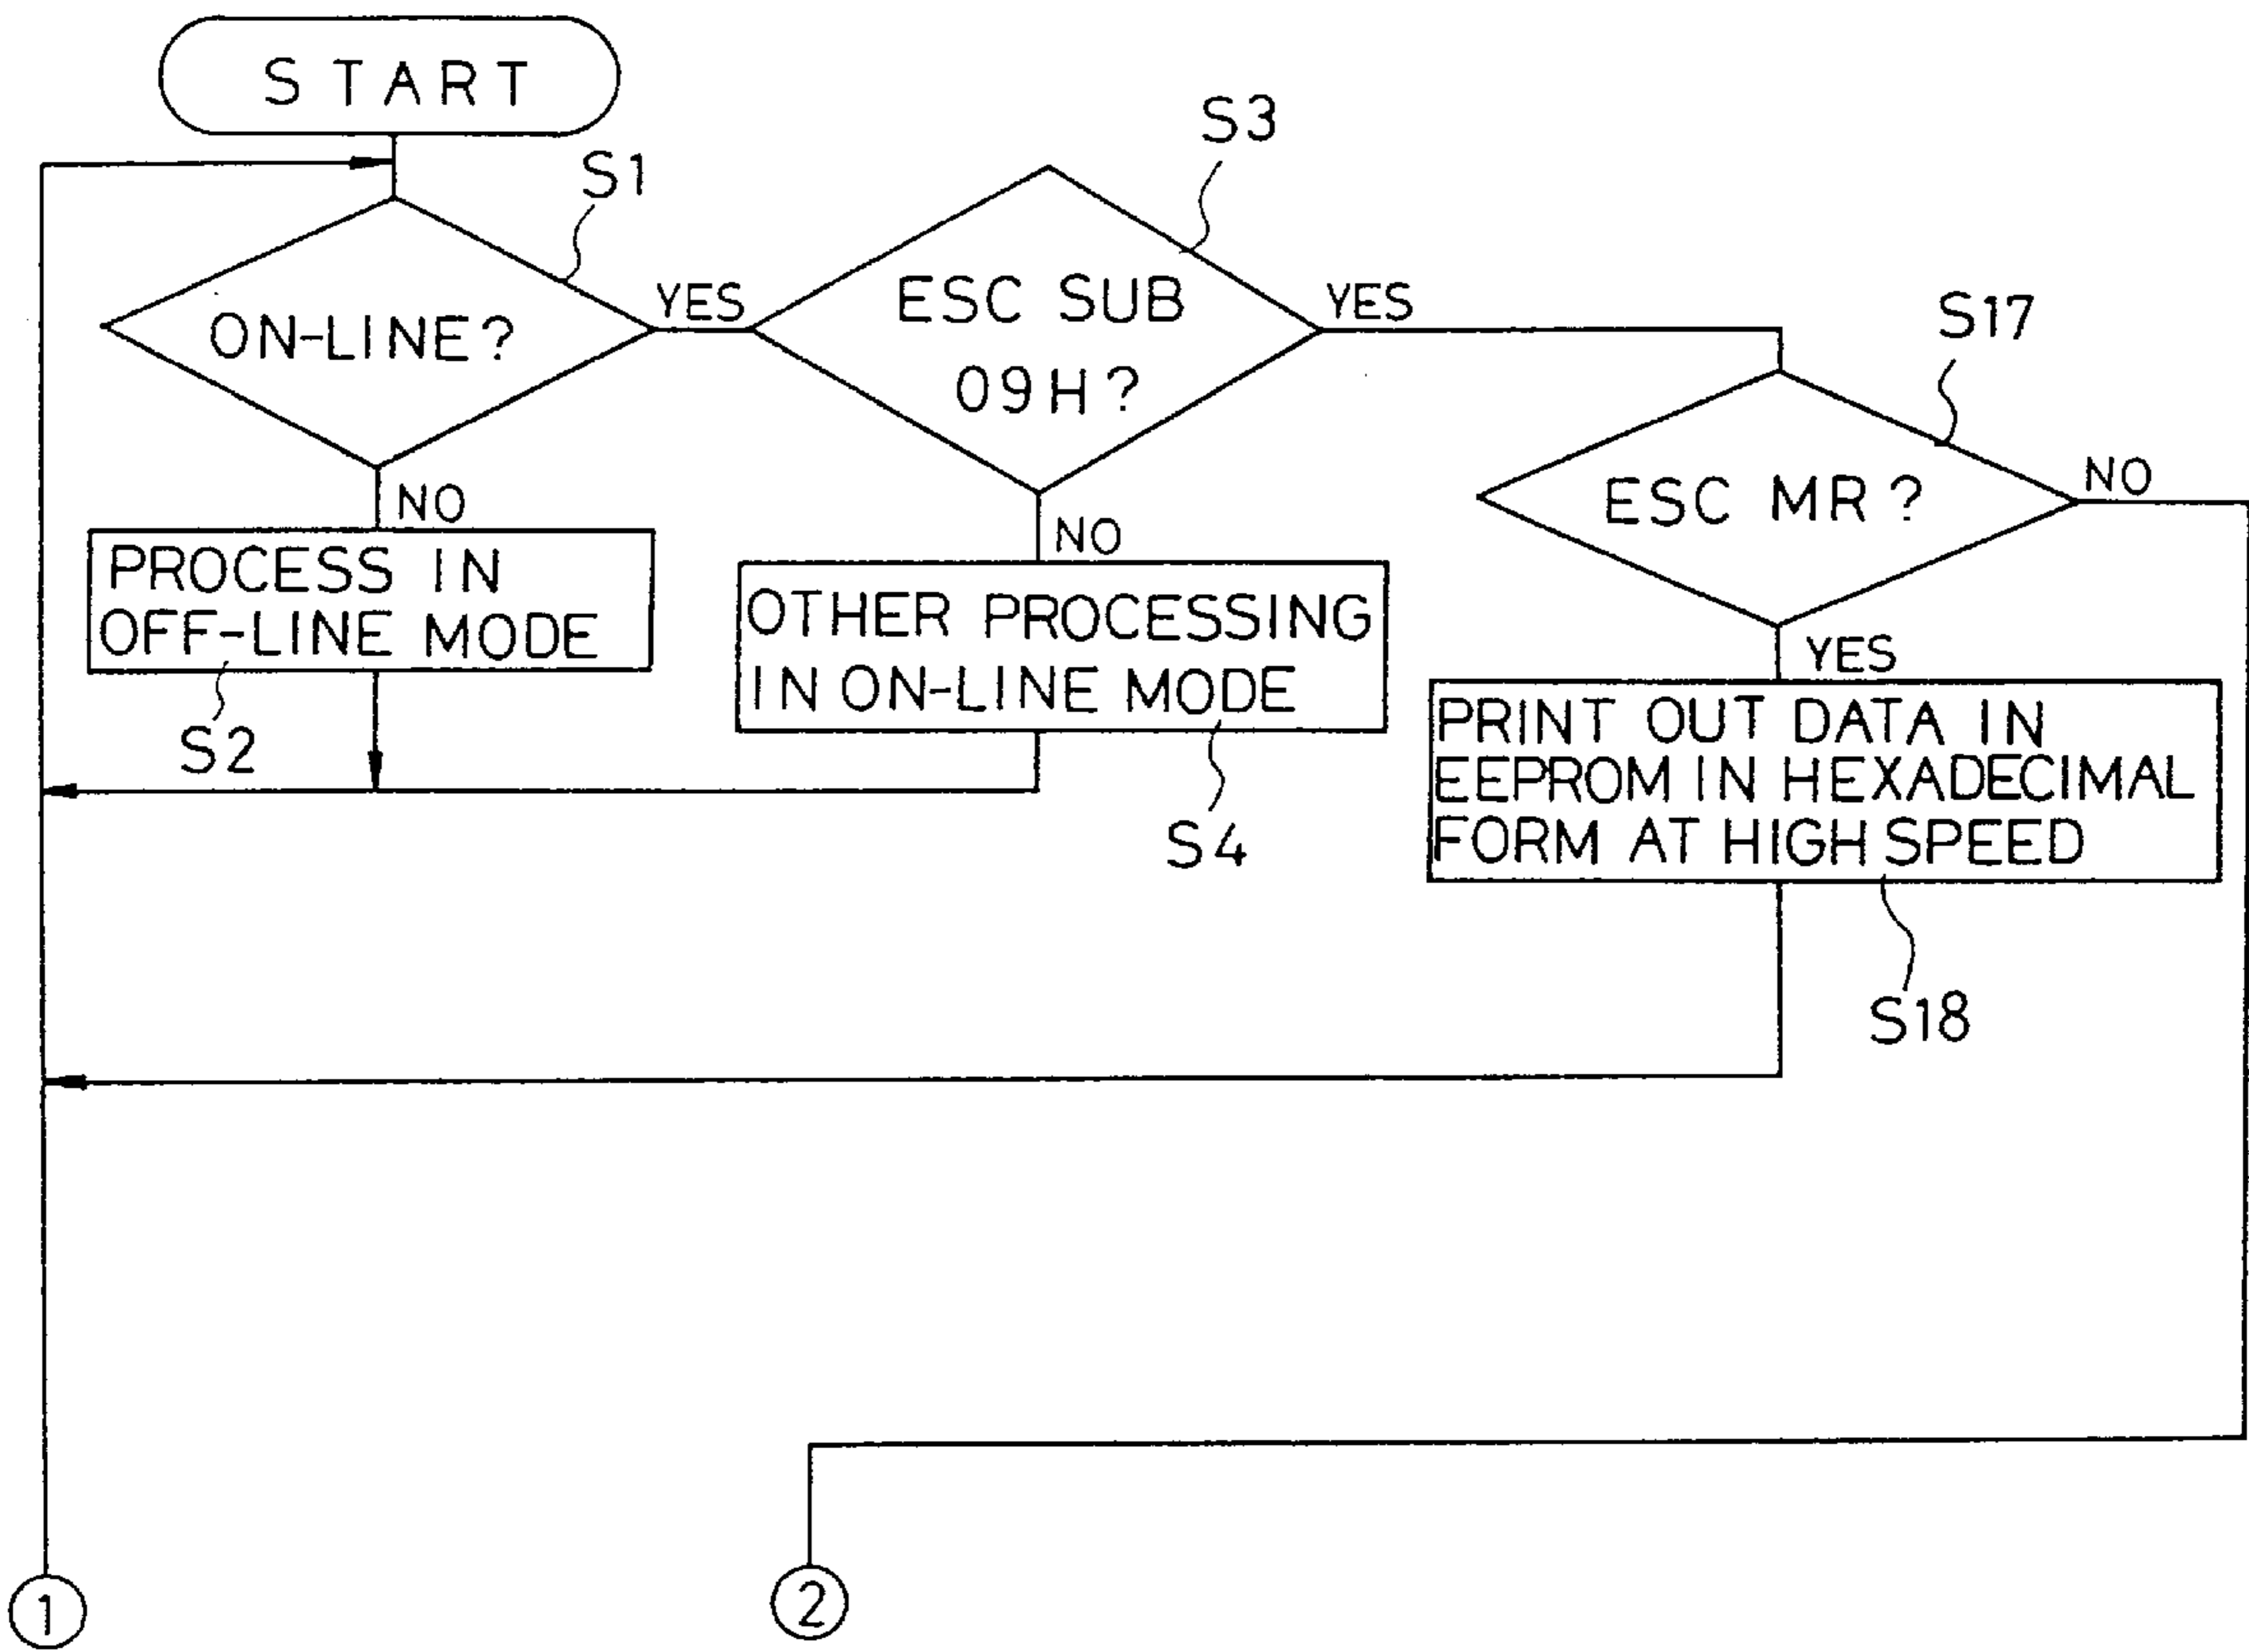 START
S1
S3
ON-LINE?
YES
ESC SUB
09H?
YES
S17
NO
NO
ESC MR?
NO
PROCESS IN
OFF-LINE MODE
S2
OTHER PROCESSING
IN ON-LINE MODE
S4
YES
PRINT OUT DATA IN
EEPROM IN HEXADECIMAL
FORM AT HIGH SPEED
S18
1
2